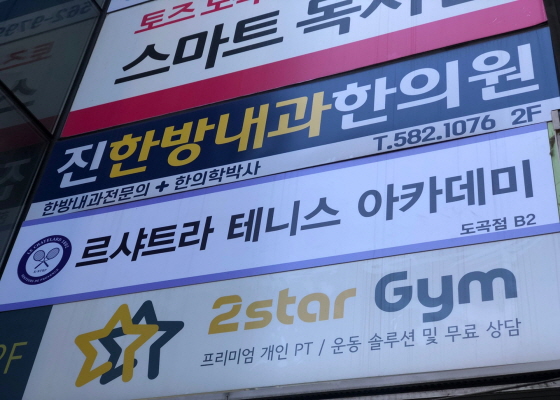 스마트 독서
진한방내과한의원
T.582.1076 2F
한방내과전문의 + 한의학박사
르샤트라 테니스 아카데미
도곡점 B2
2star Gym
프리미엄 개인 PT / 운동 솔루션 및 무료 상담